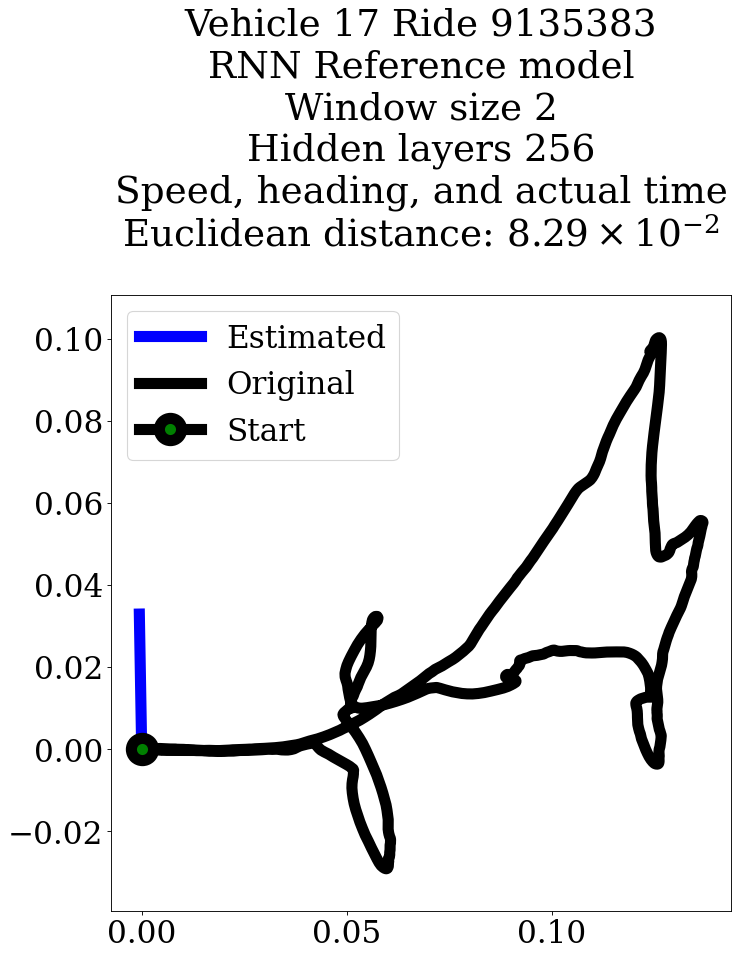 Vehicle 17 Ride 9135383
RNN Reference model
Window size 2
Hidden layers 256
Speed, heading, and actual time
Euclidean distance: 8.29 × 10⁻²
Estimated
Original
Start
0.10
0.08
0.06
0.04
0.02
0.00
−0.02
0.00 0.05 0.10